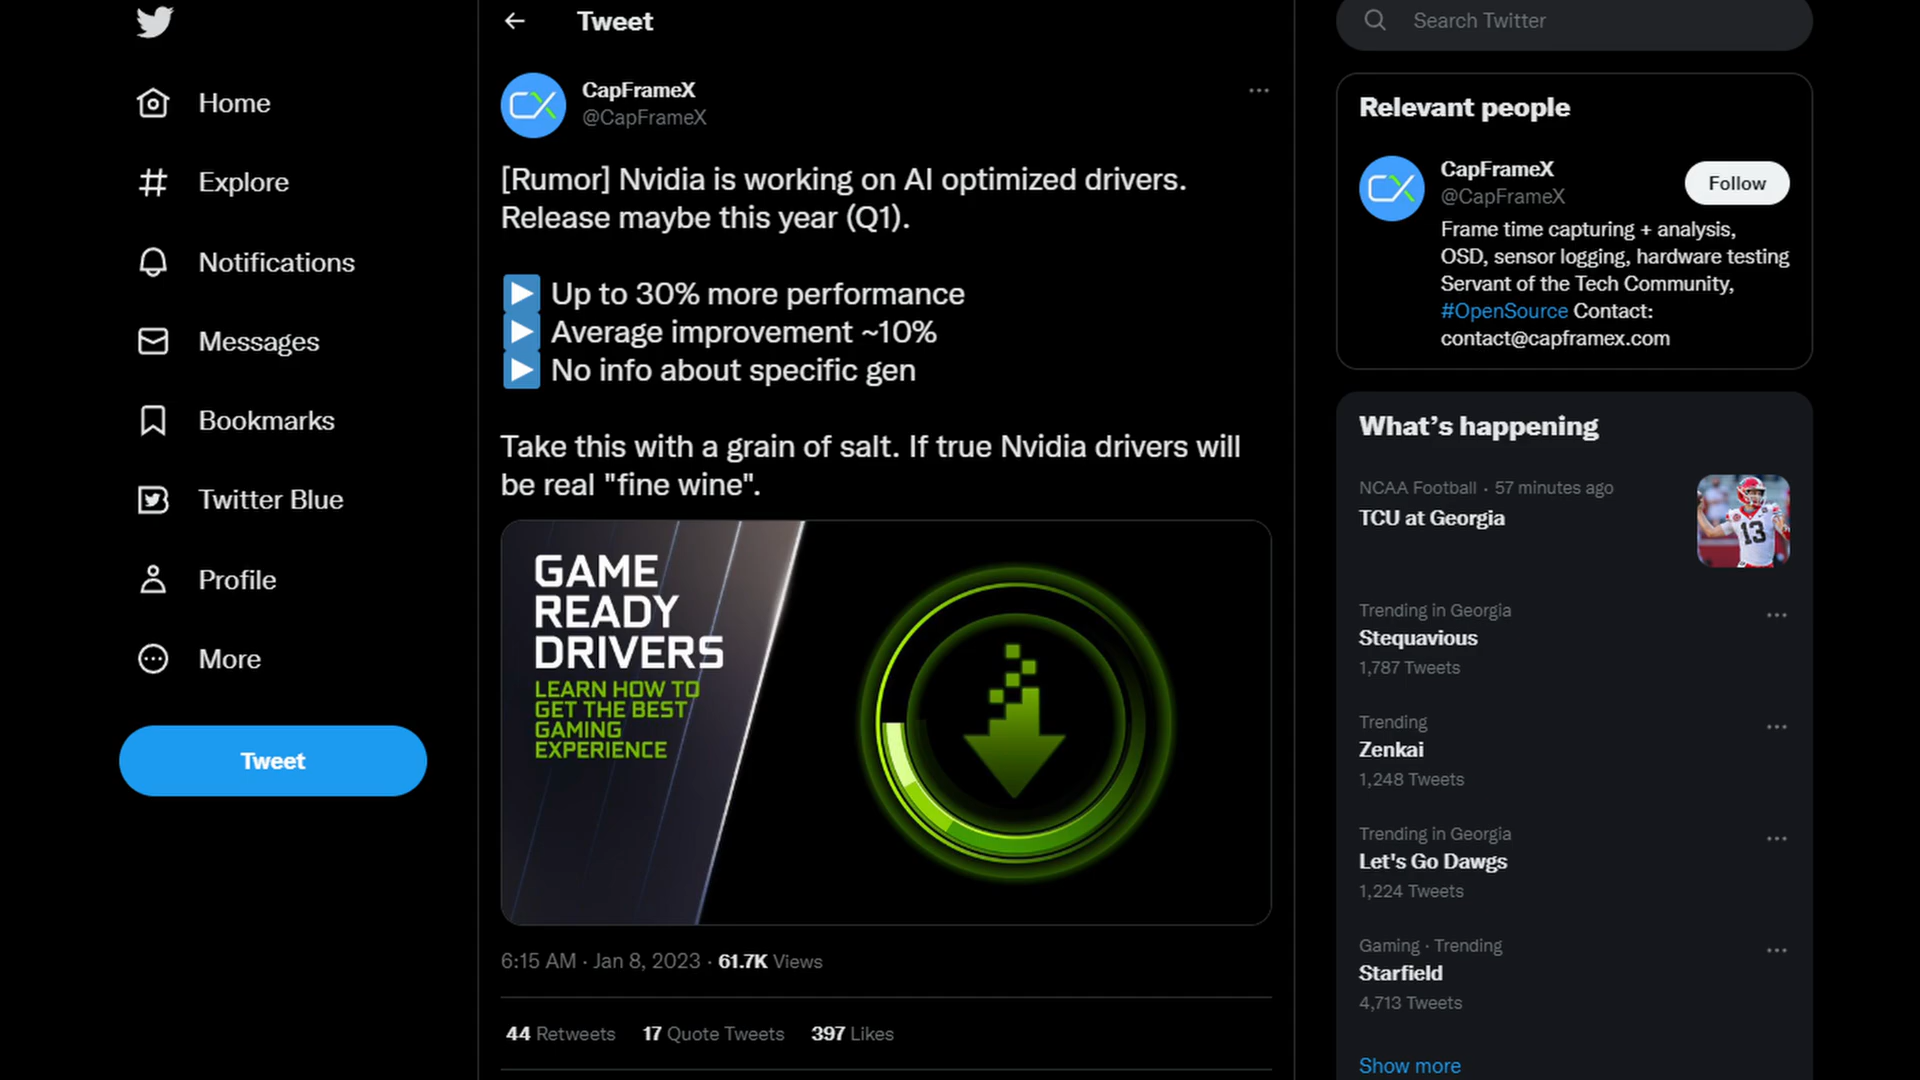 Home
Explore
Notifications
Messages
Bookmarks
Twitter Blue
Profile
More
Tweet
Tweet
CapFrameX
@CapFrameX
[Rumor] Nvidia is working on AI optimized drivers.
Release maybe this year (Q1).
Up to 30% more performance
Average improvement ~10%
No info about specific gen
Take this with a grain of salt. If true Nvidia drivers will
be real "fine wine".
GAME
READY
DRIVERS
LEARN HOW TO
GET THE BEST
GAMING
EXPERIENCE
6:15 AM · Jan 8, 2023 · 61.7K Views
44 Retweets 17 Quote Tweets 397 Likes
Search Twitter
Relevant people
CapFrameX
@CapFrameX
Follow
Frame time capturing + analysis,
OSD, sensor logging, hardware testing
Servant of the Tech Community,
#OpenSource Contact:
contact@capframex.com
What's happening
NCAA Football · 57 minutes ago
TCU at Georgia
13
Trending in Georgia
Stequavious
1,787 Tweets
Trending
Zenkai
1,248 Tweets
Trending in Georgia
Let's Go Dawgs
1,224 Tweets
Gaming · Trending
Starfield
4,713 Tweets
Show more